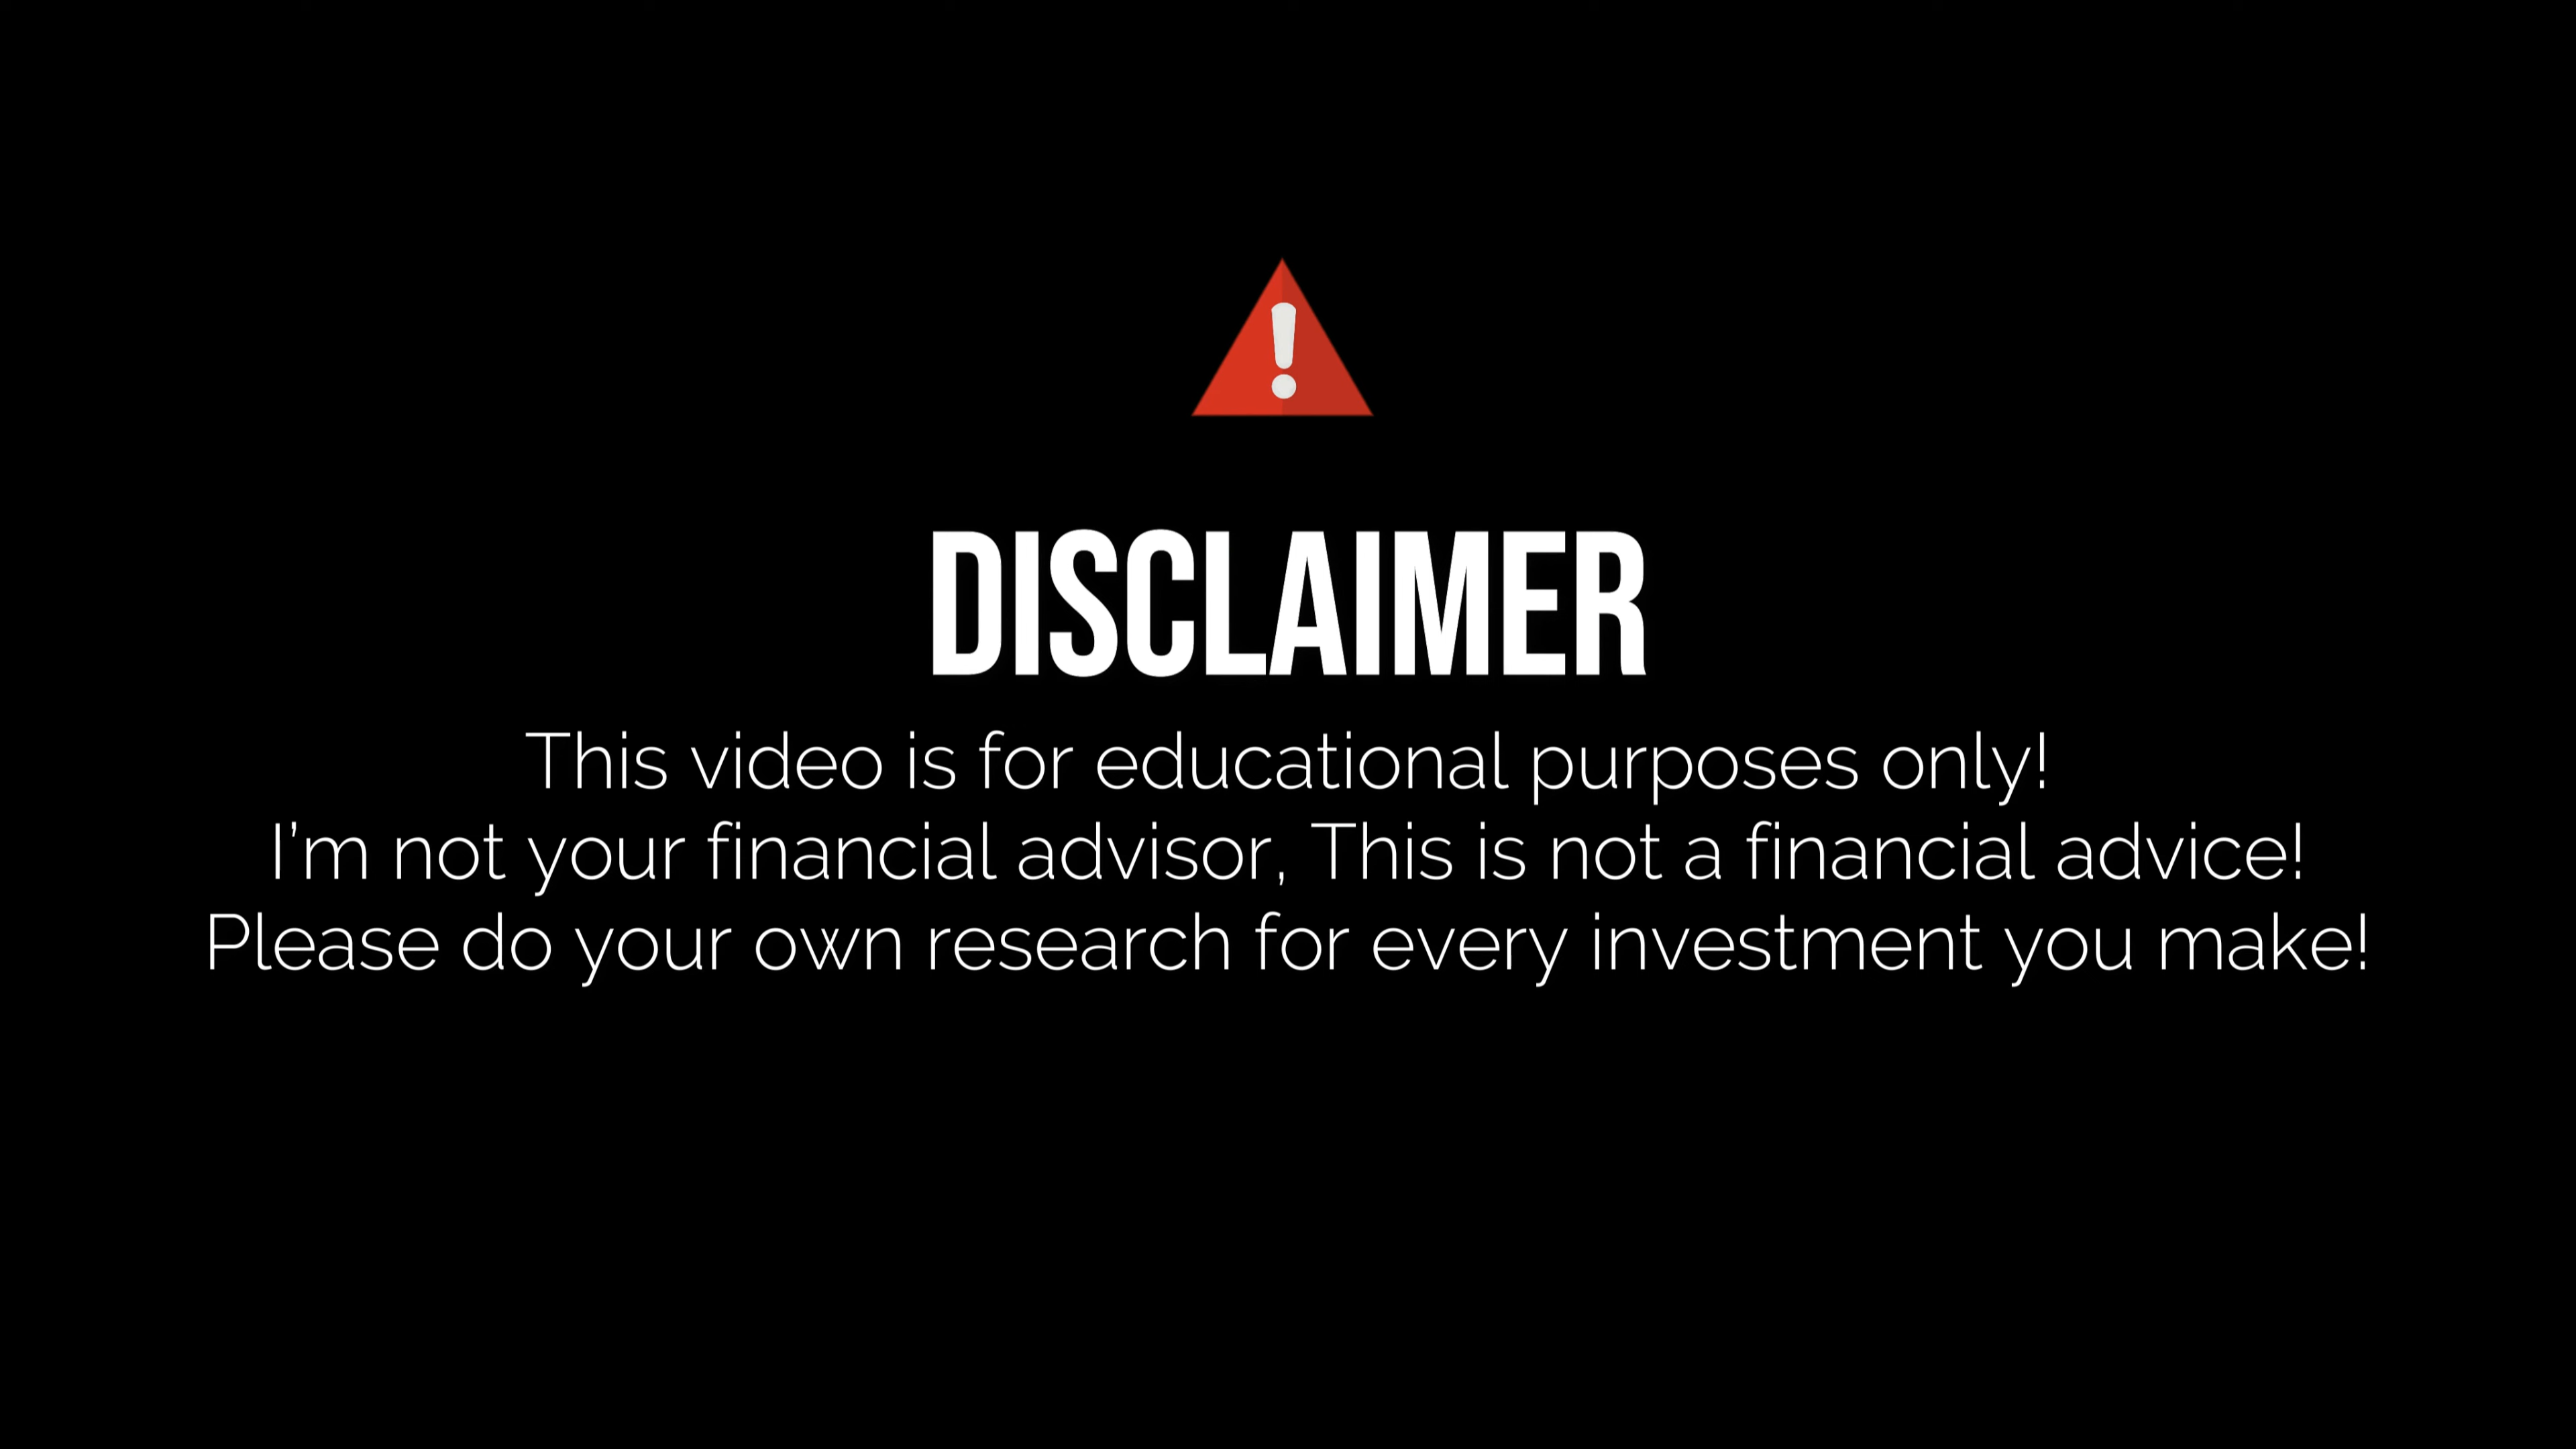 DISCLAIMER
This video is for educational purposes only!
I'm not your financial advisor, This is not a financial advice!
Please do your own research for every investment you make!